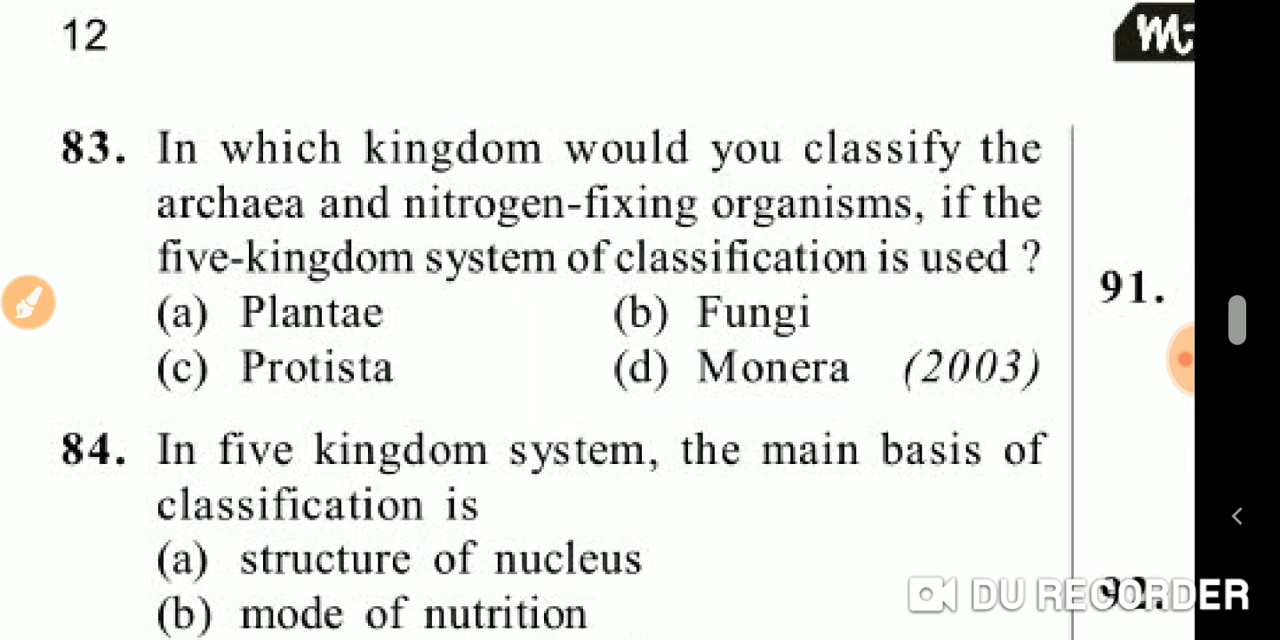 12
83. In which kingdom would you classify the
archaea and nitrogen-fixing organisms, if the
five-kingdom system of classification is used ?
(a) Plantae (b) Fungi
(c) Protista (d) Monera (2003)
84. In five kingdom system, the main basis of
classification is
(a) structure of nucleus
(b) mode of nutrition
91.
92.
DU RECORDER